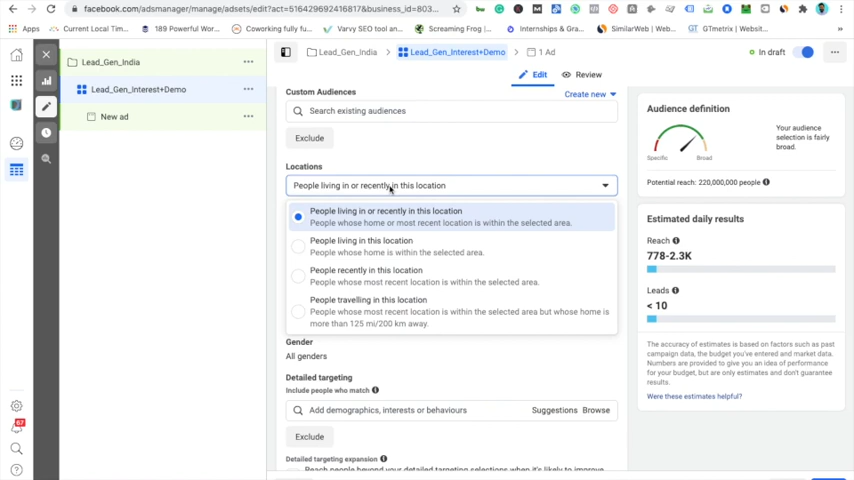 facebook.com/adsmanager/manage/adsets/edit?act=516429692416817&business_id=803...
Apps
Current Local Tim...
189 Powerful Wor...
Coworking fully fu...
Varvy SEO tool an...
Screaming Frog |...
Internships & Gra...
SimilarWeb | Web...
GTmetrix | Websit...
Lead_Gen_India
Lead_Gen_India
Lead_Gen_Interest+Demo
1 Ad
In draft
Lead_Gen_Interest+Demo
New ad
Edit
Review
Custom Audiences
Create new
Search existing audiences
Exclude
Locations
People living in or recently in this location
People living in or recently in this location
People whose home or most recent location is within the selected area.
People living in this location
People whose home is within the selected area.
People recently in this location
People whose most recent location is within the selected area.
People travelling in this location
People whose most recent location is within the selected area but whose home is
more than 125 mi/200 km away.
Gender
All genders
Detailed targeting
Include people who match
Add demographics, interests or behaviours
Suggestions
Browse
Exclude
Detailed targeting expansion
Reach people beyond your detailed targeting selections when it's likely to improve
Audience definition
Specific
Broad
Your audience
selection is fairly
broad.
Potential reach: 220,000,000 people
Estimated daily results
Reach
778-2.3K
Leads
< 10
The accuracy of estimates is based on factors such as past
campaign data, the budget you've entered and market data.
Numbers are provided to give you an idea of performance
for your budget, but are only estimates and don't guarantee
results.
Were these estimates helpful?
67